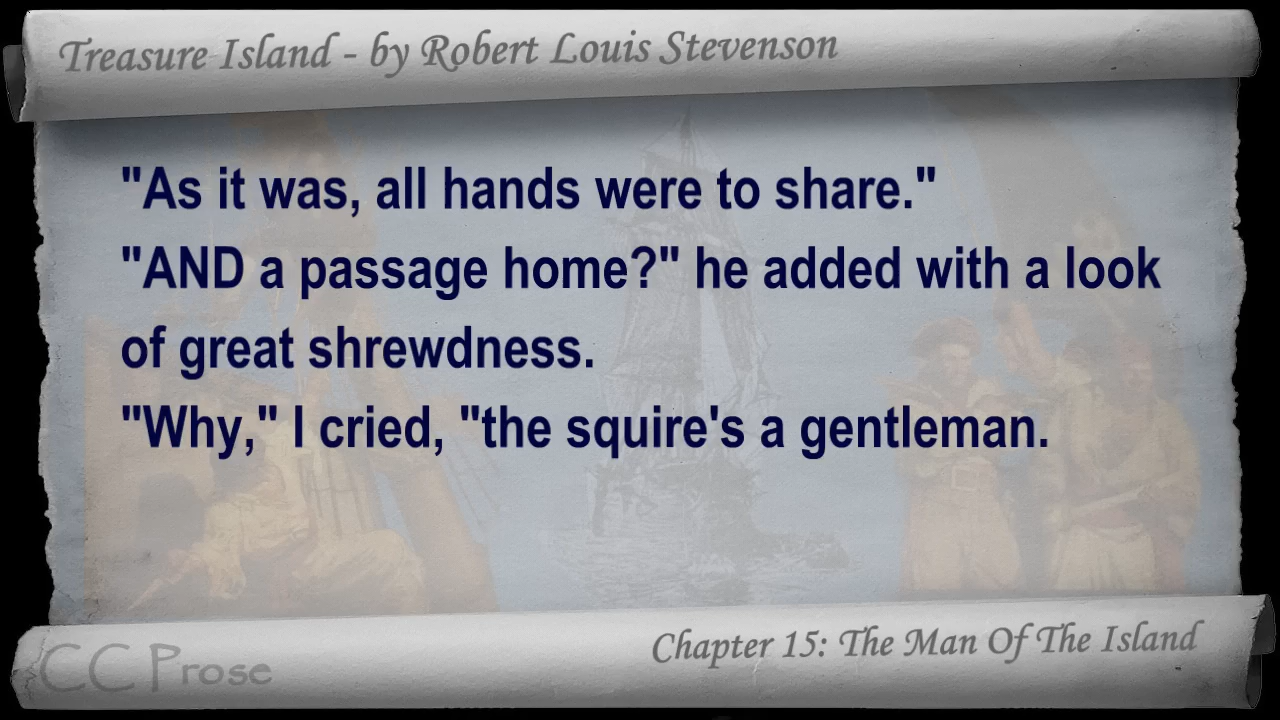 Treasure Island - by Robert Louis Stevenson
"As it was, all hands were to share."
"AND a passage home?" he added with a look
of great shrewdness.
"Why," I cried, "the squire's a gentleman.
Chapter 15: The Man Of The Island
CC Prose